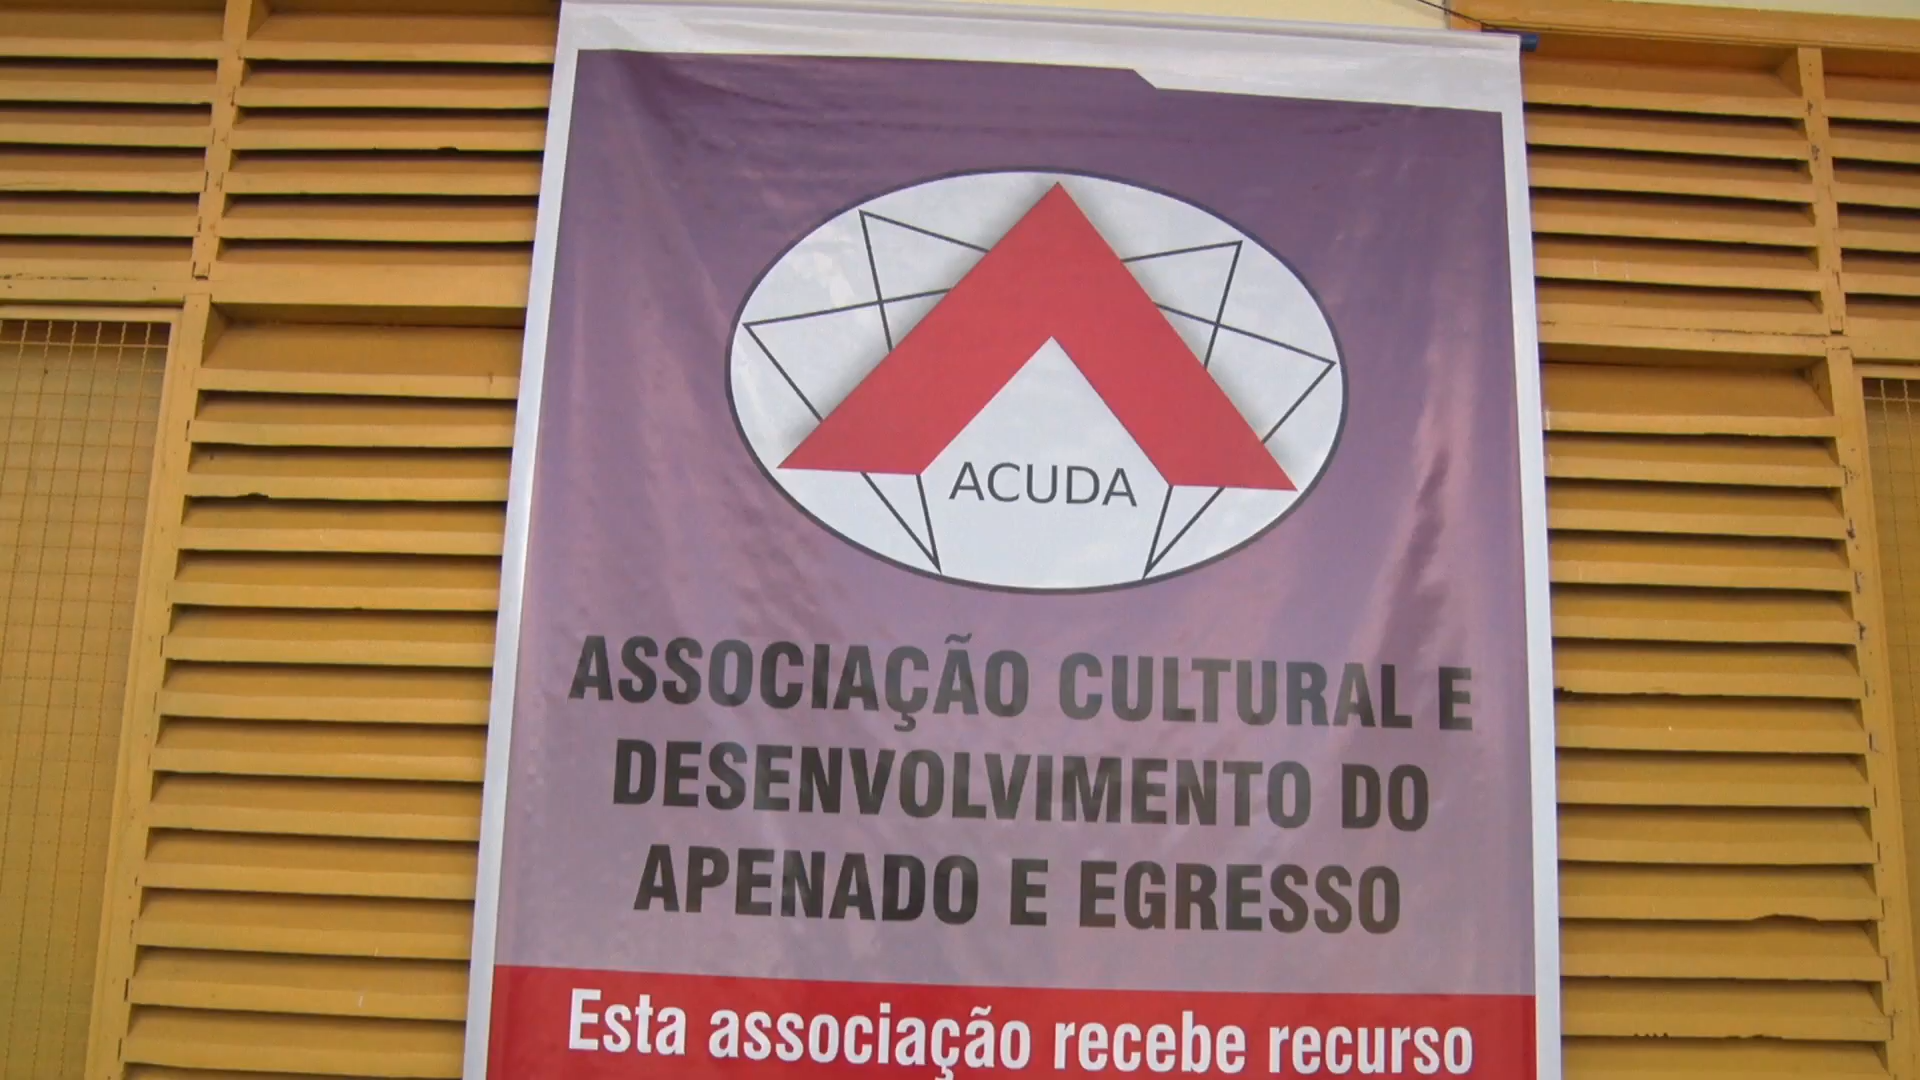 ACUDA
ASSOCIAÇÃO CULTURAL E
DESENVOLVIMENTO DO
APENADO E EGRESSO
Esta associação recebe recurso